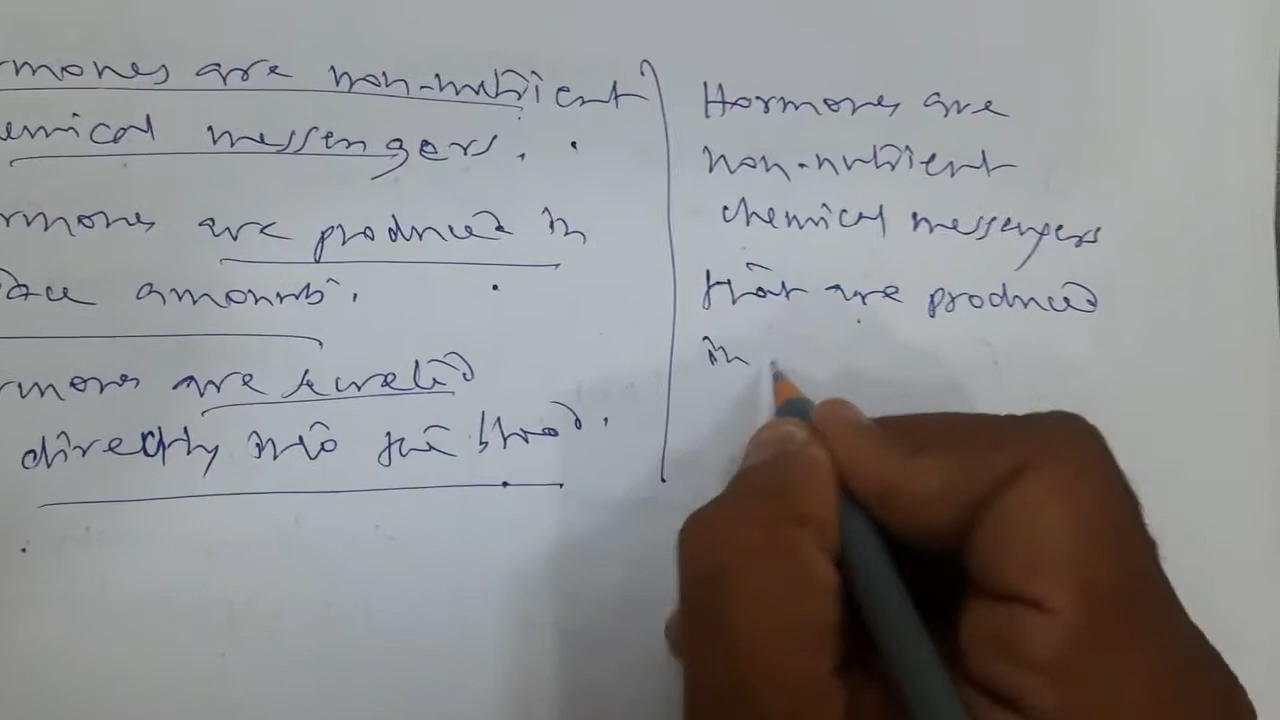 rmones are non-nutrient
emical messengers.
rmones are produced in
amounts.
rmones are secreted
directly into the blood.
Hormones are
non-nutrient
chemical messengers
that are produced
in